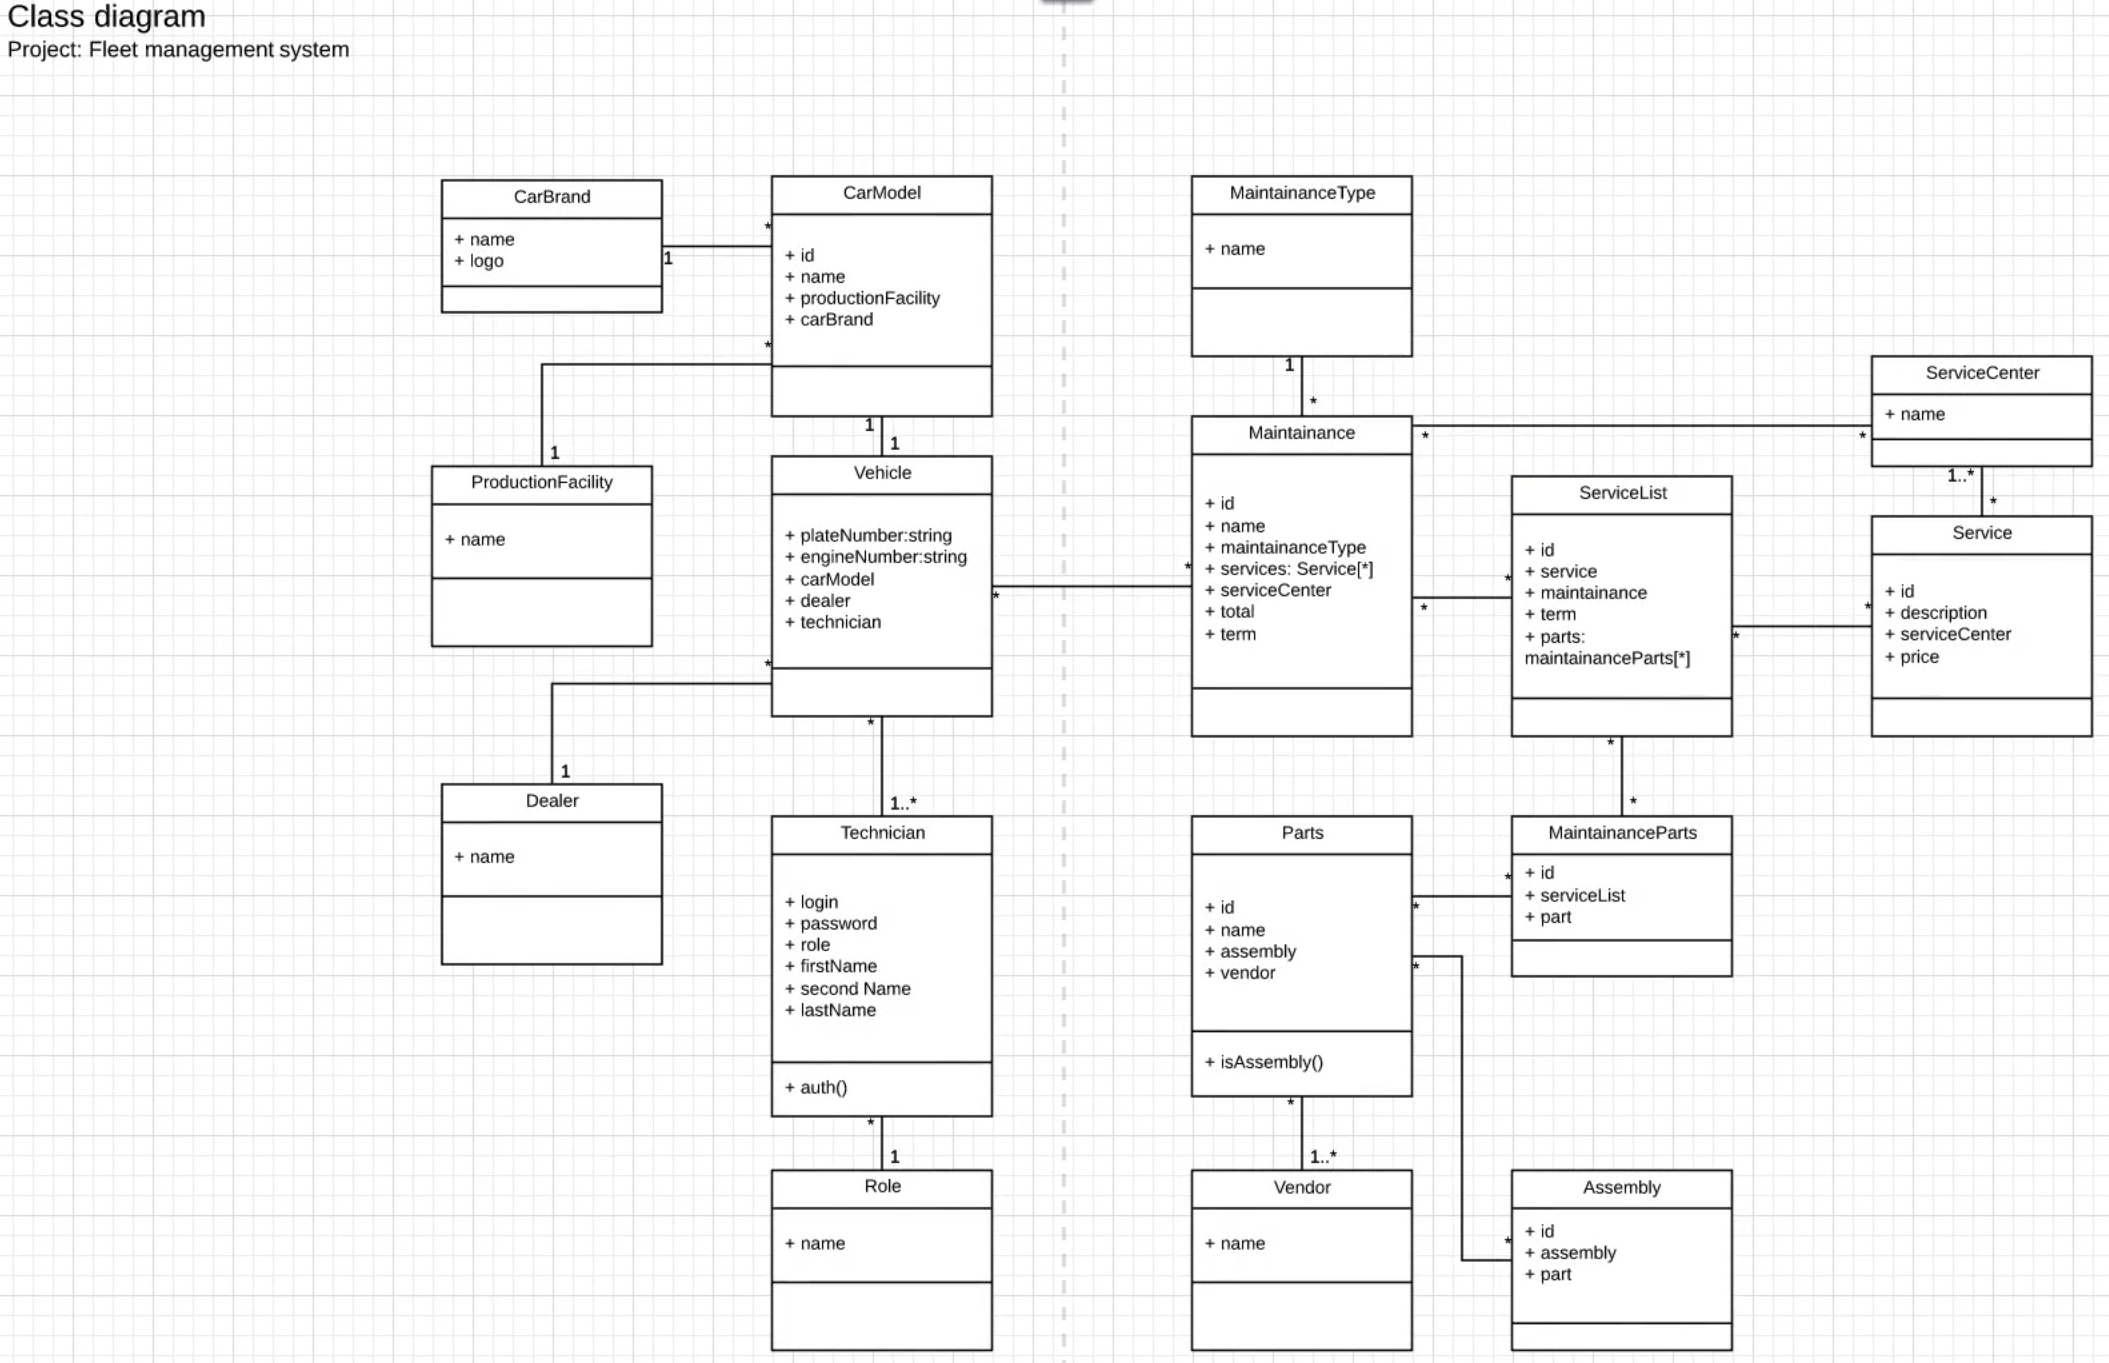 Class diagram
Project: Fleet management system
CarBrand
+ name
+ logo
1
*
CarModel
+ id
+ name
+ productionFacility
+ carBrand
*
1
1
1
ProductionFacility
+ name
Vehicle
+ plateNumber:string
+ engineNumber:string
+ carModel
+ dealer
+ technician
*
*
*
1
Dealer
+ name
*
1..*
Technician
+ login
+ password
+ role
+ firstName
+ second Name
+ lastName
+ auth()
*
1
Role
+ name
MaintainanceType
+ name
1
*
Maintainance
+ id
+ name
+ maintainanceType
+ services: Service[*]
+ serviceCenter
+ total
+ term
*
*
ServiceCenter
+ name
1..*
*
ServiceList
+ id
+ service
+ maintainance
+ term
+ parts:
maintainanceParts[*]
*
*
*
*
Service
+ id
+ description
+ serviceCenter
+ price
*
*
Parts
+ id
+ name
+ assembly
+ vendor
+ isAssembly()
*
*
MaintainanceParts
+ id
+ serviceList
+ part
*
*
*
1..*
Vendor
+ name
Assembly
+ id
+ assembly
+ part